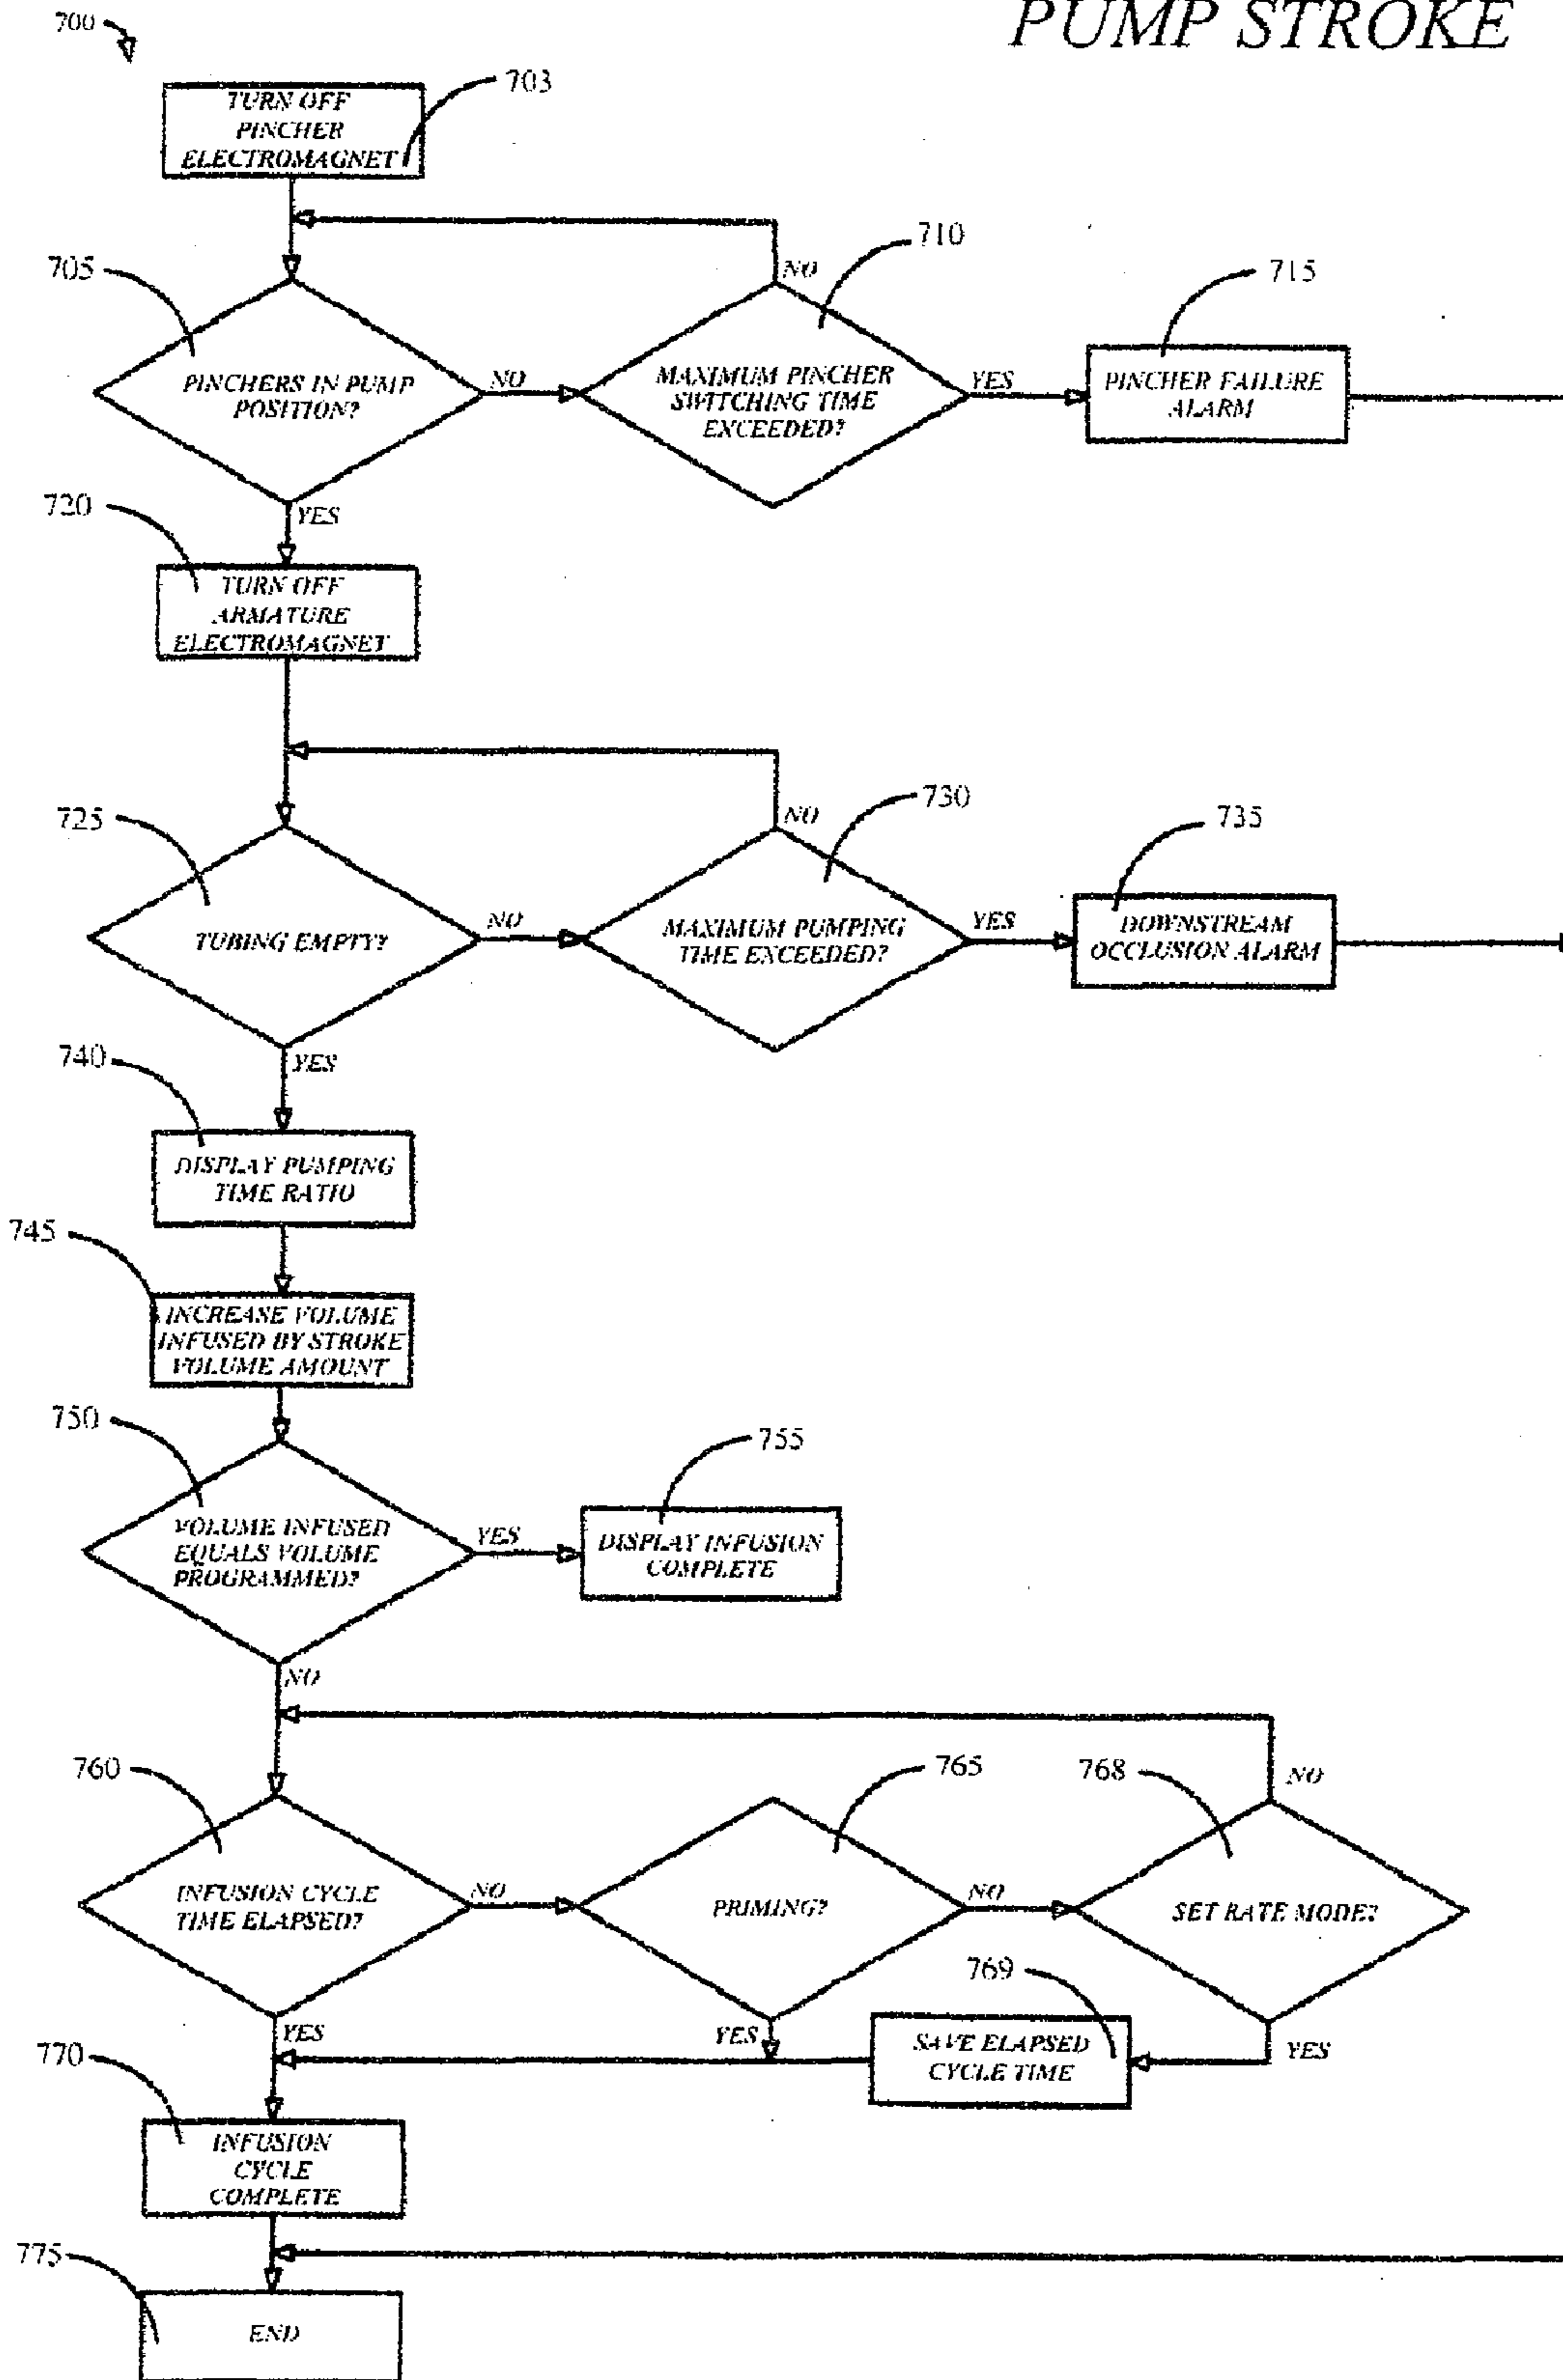 PUMP STROKE
700
703
TURN OFF
PINCHER
ELECTROMAGNET
705
PINCHERS IN PUMP
POSITION?
NO
710
NO
MAXIMUM PINCHER
SWITCHING TIME
EXCEEDED?
YES
715
PINCHER FAILURE
ALARM
YES
720
TURN OFF
ARMATURE
ELECTROMAGNET
725
TUBING EMPTY?
NO
730
NO
MAXIMUM PUMPING
TIME EXCEEDED?
YES
735
DOWNSTREAM
OCCLUSION ALARM
YES
740
DISPLAY PUMPING
TIME RATIO
745
INCREASE VOLUME
INFUSED BY STROKE
VOLUME AMOUNT
750
VOLUME INFUSED
EQUALS VOLUME
PROGRAMMED?
YES
755
DISPLAY INFUSION
COMPLETE
NO
760
INFUSION CYCLE
TIME ELAPSED?
NO
765
PRIMING?
NO
768
NO
SET RATE MODE?
YES
YES
YES
769
SAVE ELAPSED
CYCLE TIME
770
INFUSION
CYCLE
COMPLETE
775
END